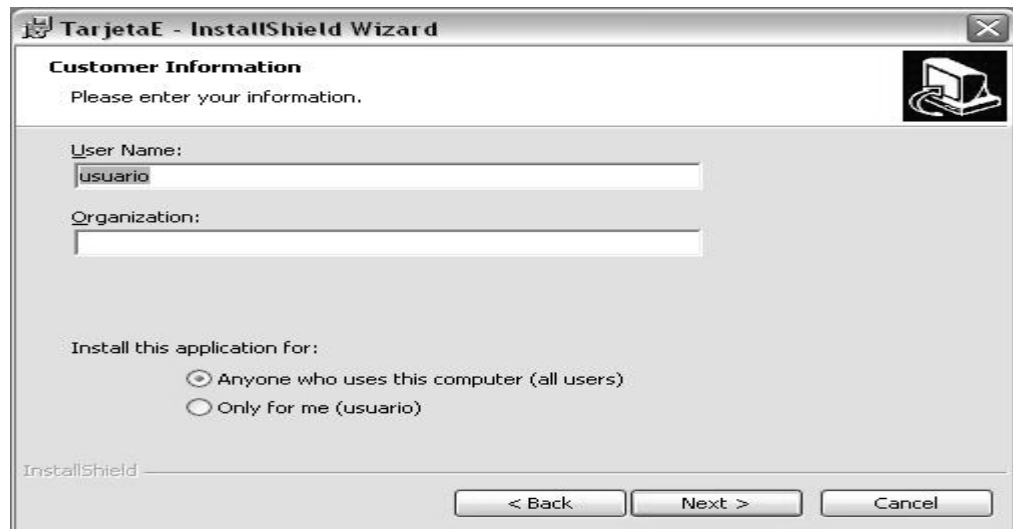 TarjetaE - InstallShield Wizard
Customer Information
Please enter your information.
User Name:
usuario
Organization:
Install this application for:
Anyone who uses this computer (all users)
Only for me (usuario)
InstallShield
< Back Next > Cancel